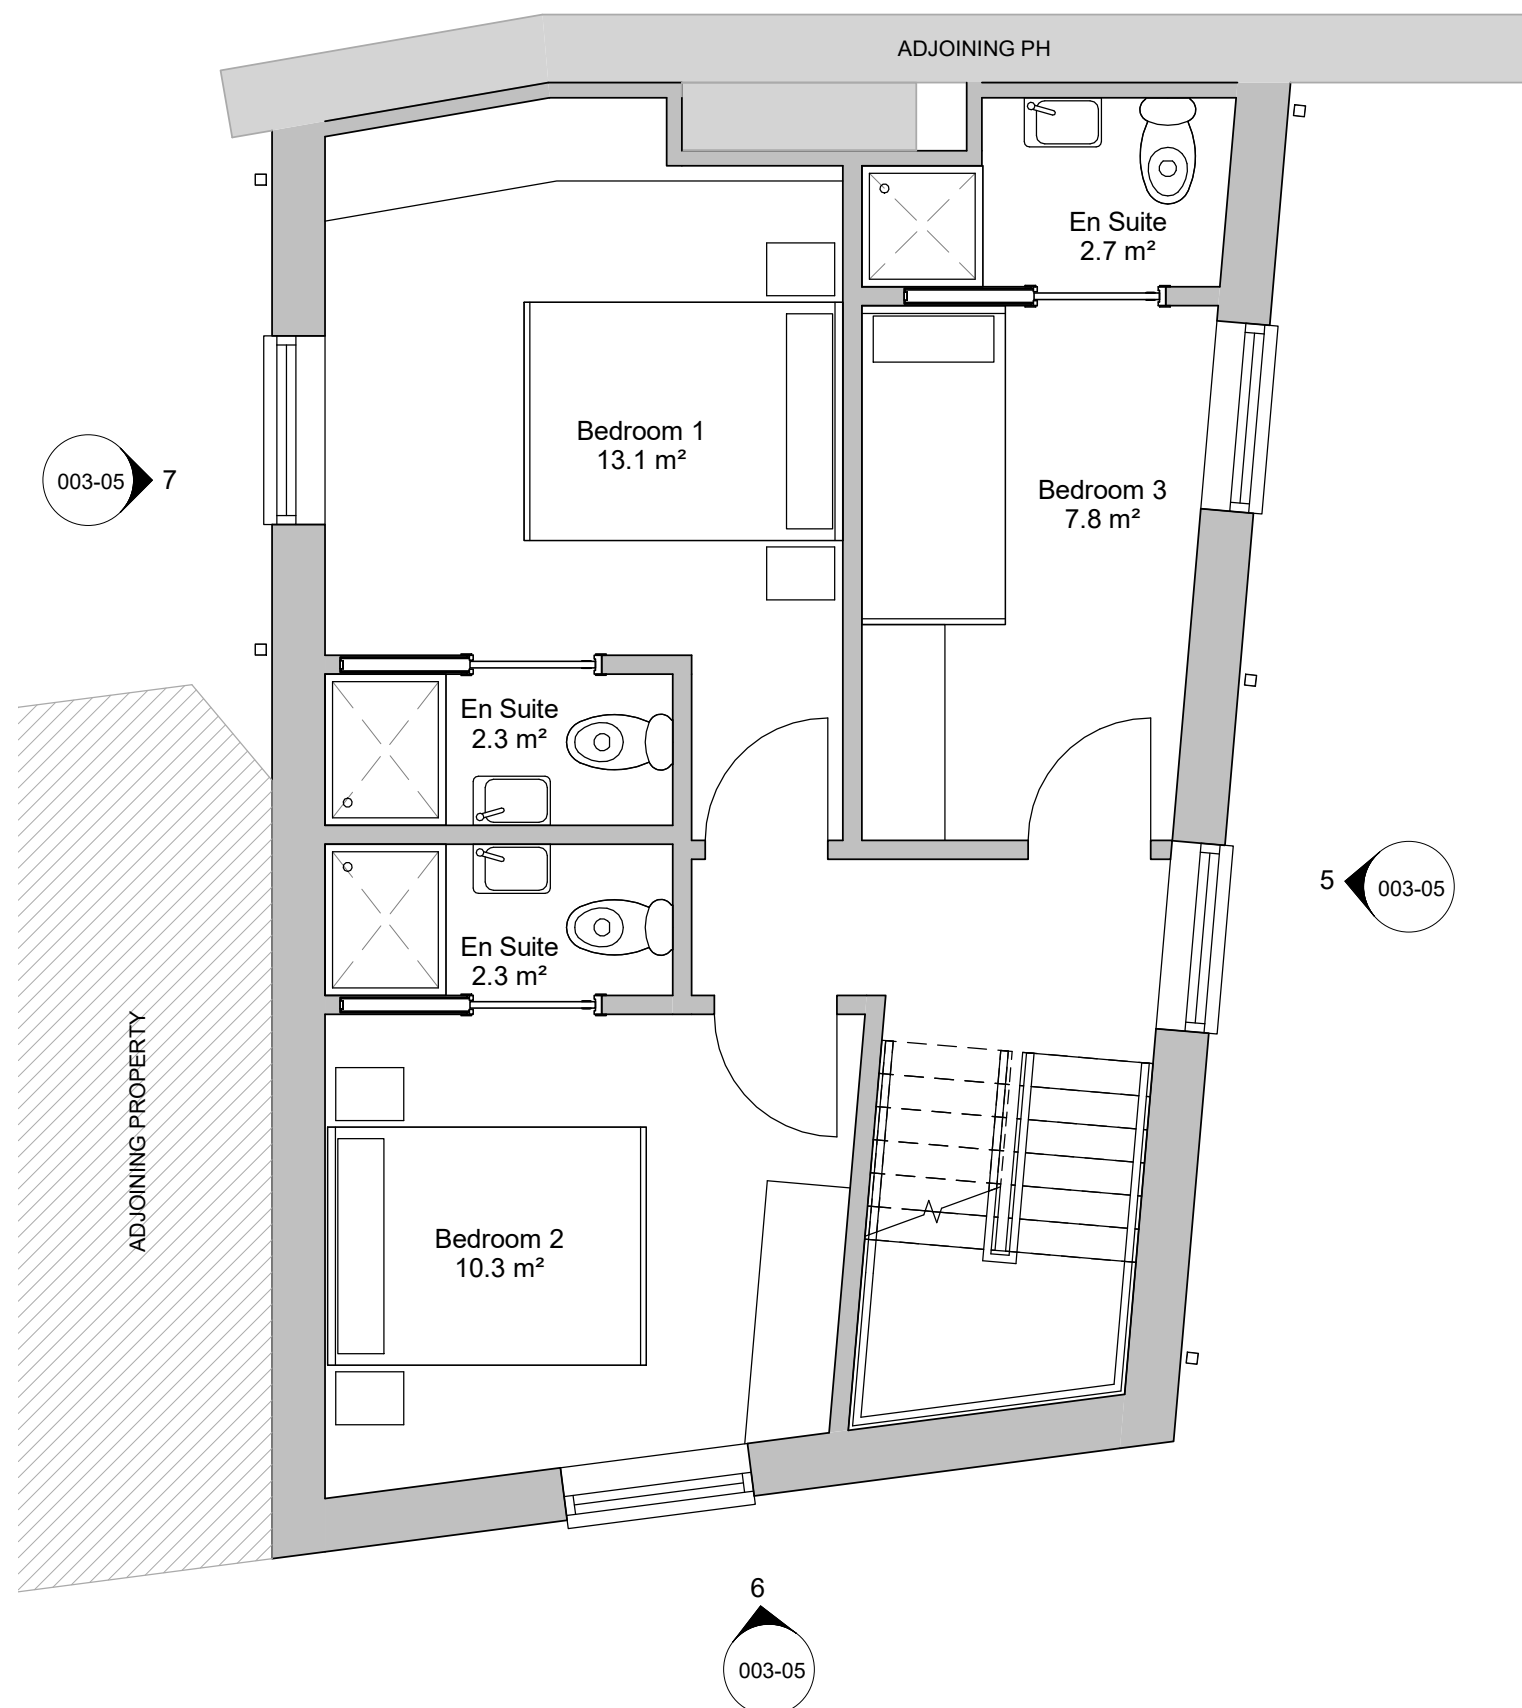 ADJOINING PH
En Suite
2.7 m²
Bedroom 1
13.1 m²
003-05
7
Bedroom 3
7.8 m²
En Suite
2.3 m²
5
003-05
En Suite
2.3 m²
ADJOINING PROPERTY
Bedroom 2
10.3 m²
6
003-05